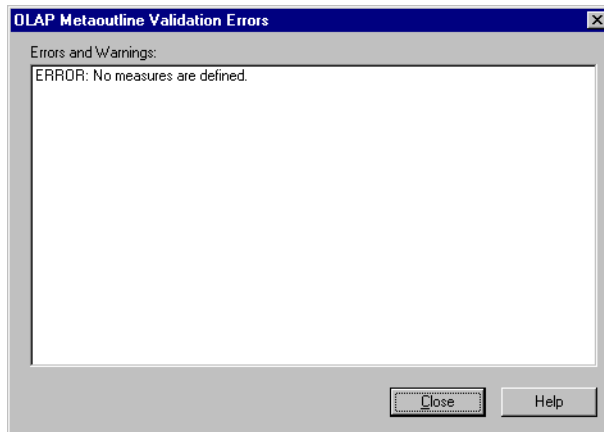 OLAP Metaoutline Validation Errors
Errors and Warnings:
ERROR: No measures are defined.
Close
Help